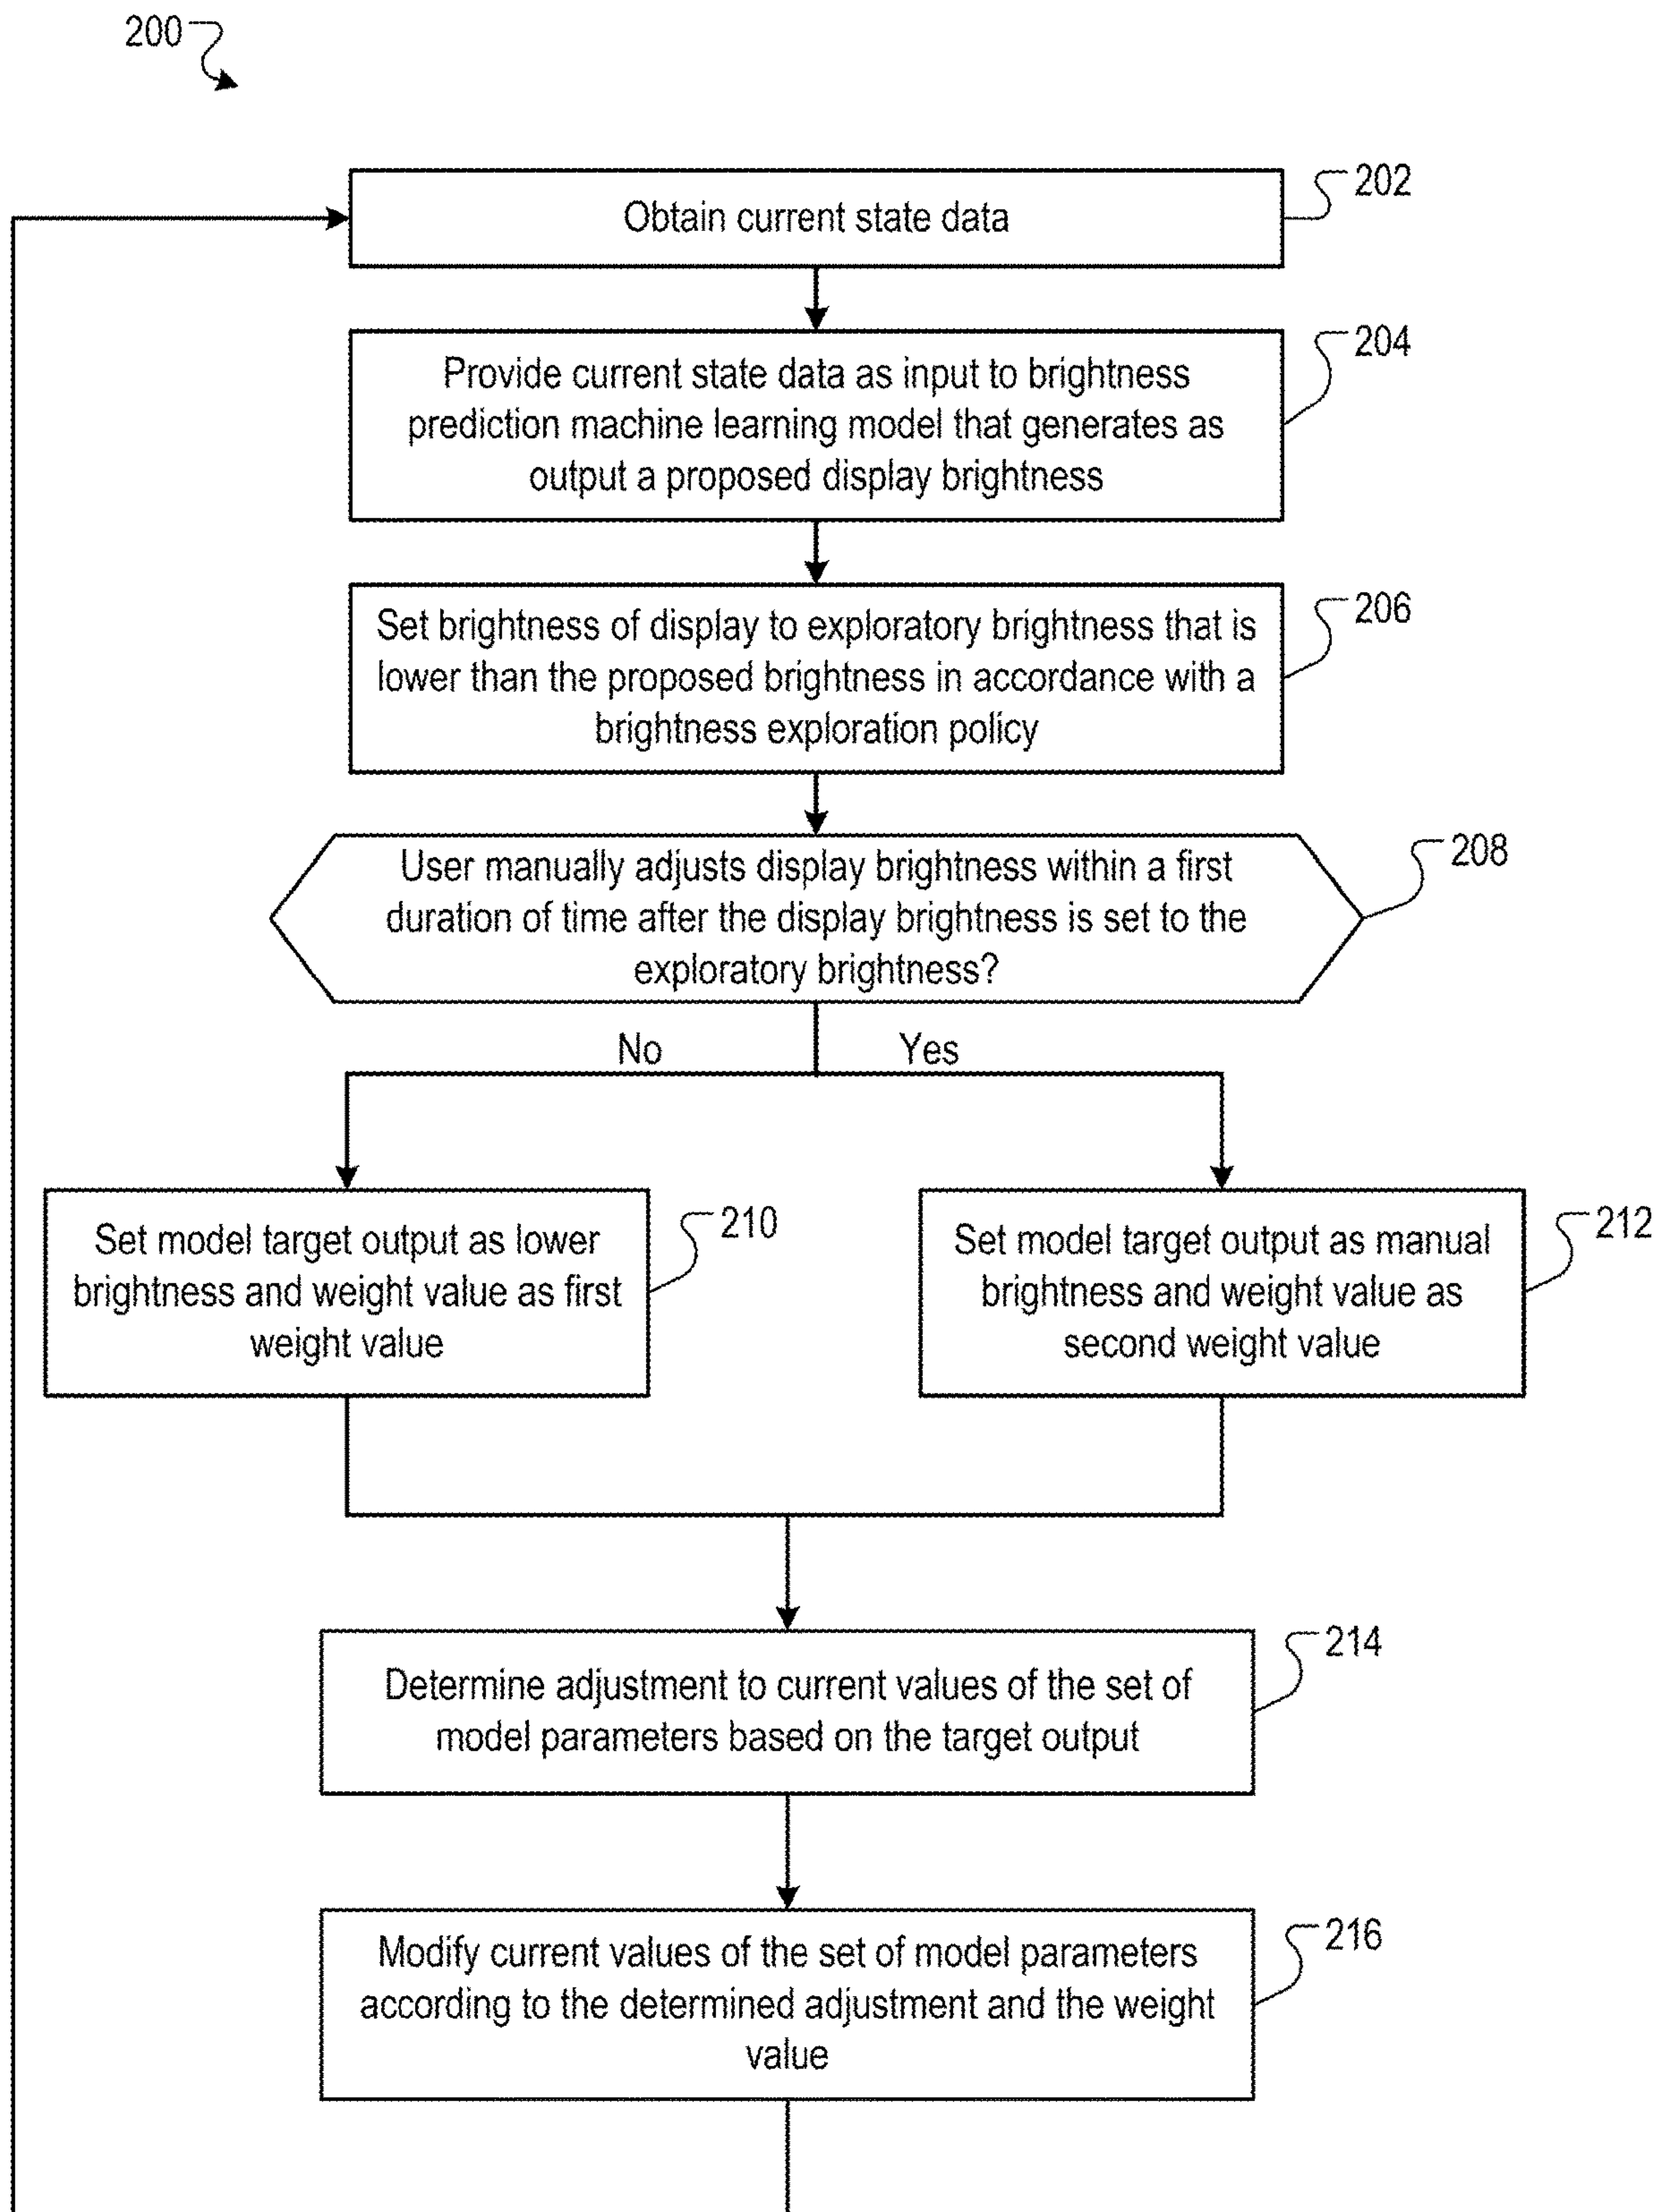 200
202
Obtain current state data
204
Provide current state data as input to brightness
prediction machine learning model that generates as
output a proposed display brightness
206
Set brightness of display to exploratory brightness that is
lower than the proposed brightness in accordance with a
brightness exploration policy
208
User manually adjusts display brightness within a first
duration of time after the display brightness is set to the
exploratory brightness?
No
Yes
210
Set model target output as lower
brightness and weight value as first
weight value
212
Set model target output as manual
brightness and weight value as
second weight value
214
Determine adjustment to current values of the set of
model parameters based on the target output
216
Modify current values of the set of model parameters
according to the determined adjustment and the weight
value